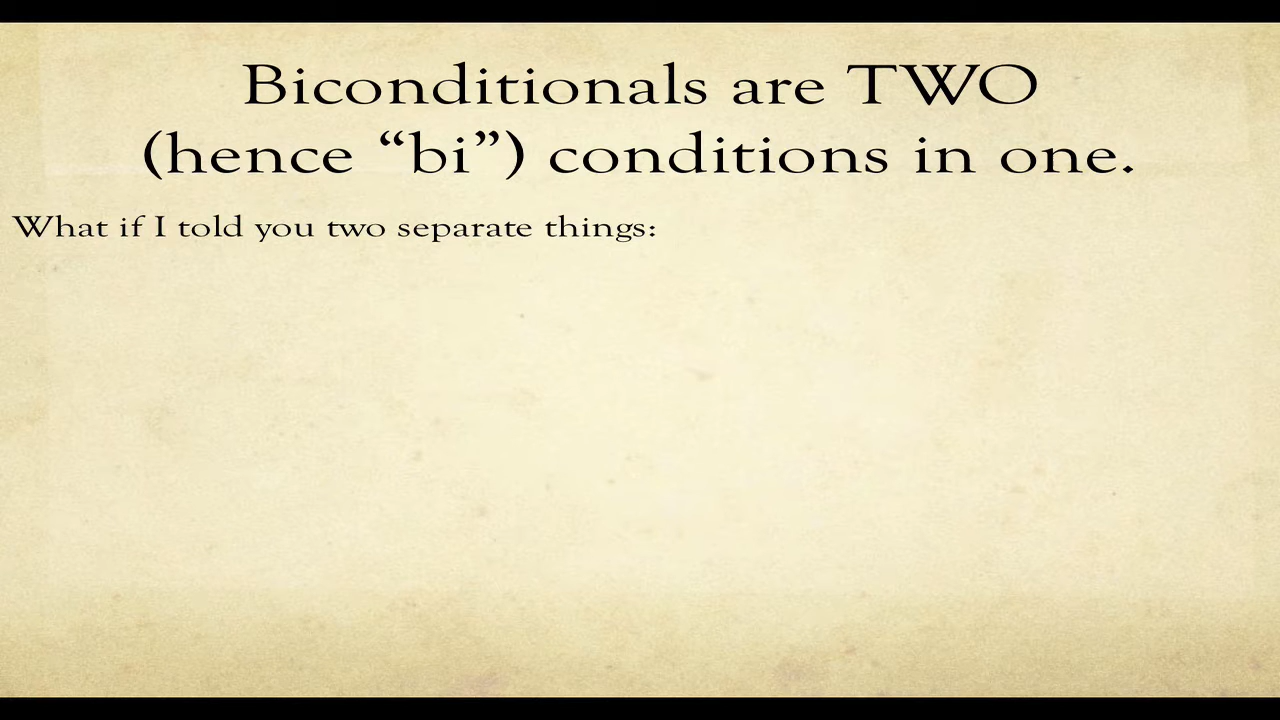 Biconditionals are TWO
(hence “bi”) conditions in one.
What if I told you two separate things: